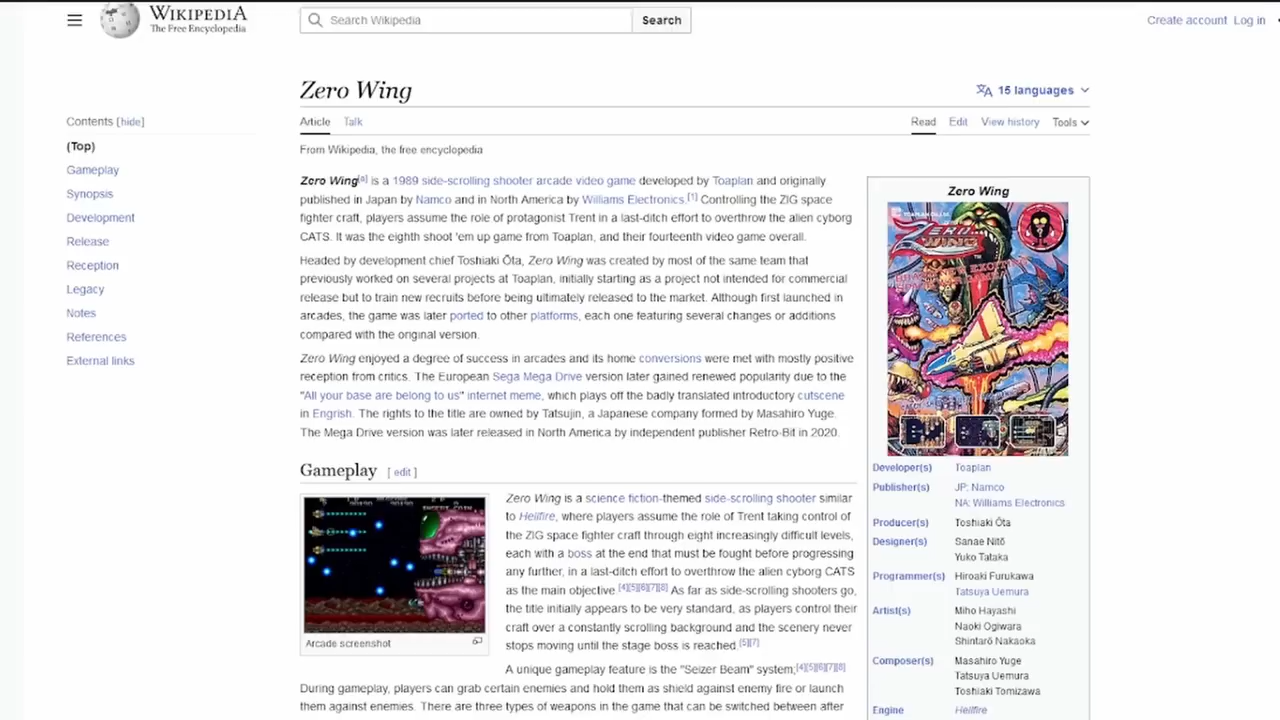 WIKIPEDIA
The Free Encyclopedia
Search Wikipedia
Search
Create account Log in
Zero Wing
15 languages
Article Talk
Read Edit View history Tools
From Wikipedia, the free encyclopedia
Contents [hide]
(Top)
Gameplay
Synopsis
Development
Release
Reception
Legacy
Notes
References
External links
Zero Wing[a] is a 1989 side-scrolling shooter arcade video game developed by Toaplan and originally
published in Japan by Namco and in North America by Williams Electronics.[1] Controlling the ZIG space
fighter craft, players assume the role of protagonist Trent in a last-ditch effort to overthrow the alien cyborg
CATS. It was the eighth shoot 'em up game from Toaplan, and their fourteenth video game overall.
Headed by development chief Toshiaki Ōta, Zero Wing was created by most of the same team that
previously worked on several projects at Toaplan, initially starting as a project not intended for commercial
release but to train new recruits before being ultimately released to the market. Although first launched in
arcades, the game was later ported to other platforms, each one featuring several changes or additions
compared with the original version.
Zero Wing enjoyed a degree of success in arcades and its home conversions were met with mostly positive
reception from critics. The European Sega Mega Drive version later gained renewed popularity due to the
"All your base are belong to us" internet meme, which plays off the badly translated introductory cutscene
in Engrish. The rights to the title are owned by Tatsujin, a Japanese company formed by Masahiro Yuge.
The Mega Drive version was later released in North America by independent publisher Retro-Bit in 2020.
Gameplay [ edit ]
Arcade screenshot
Zero Wing is a science fiction-themed side-scrolling shooter similar
to Hellfire, where players assume the role of Trent taking control of
the ZIG space fighter craft through eight increasingly difficult levels,
each with a boss at the end that must be fought before progressing
any further, in a last-ditch effort to overthrow the alien cyborg CATS
as the main objective.[4][5][6][7][8] As far as side-scrolling shooters go,
the title initially appears to be very standard, as players control their
craft over a constantly scrolling background and the scenery never
stops moving until the stage boss is reached.[5][7]
A unique gameplay feature is the "Seizer Beam" system;[4][5][6][7][8]
During gameplay, players can grab certain enemies and hold them as shield against enemy fire or launch
them against enemies. There are three types of weapons in the game that can be switched between after
Zero Wing
ZERO
WING
Developer(s) Toaplan
Publisher(s) JP: Namco
NA: Williams Electronics
Producer(s) Toshiaki Ōta
Designer(s) Sanae Nitō
Yuko Tataka
Programmer(s) Hiroaki Furukawa
Tatsuya Uemura
Artist(s) Miho Hayashi
Naoki Ogiwara
Shintarō Nakaoka
Composer(s) Masahiro Yuge
Tatsuya Uemura
Toshiaki Tomizawa
Engine Hellfire